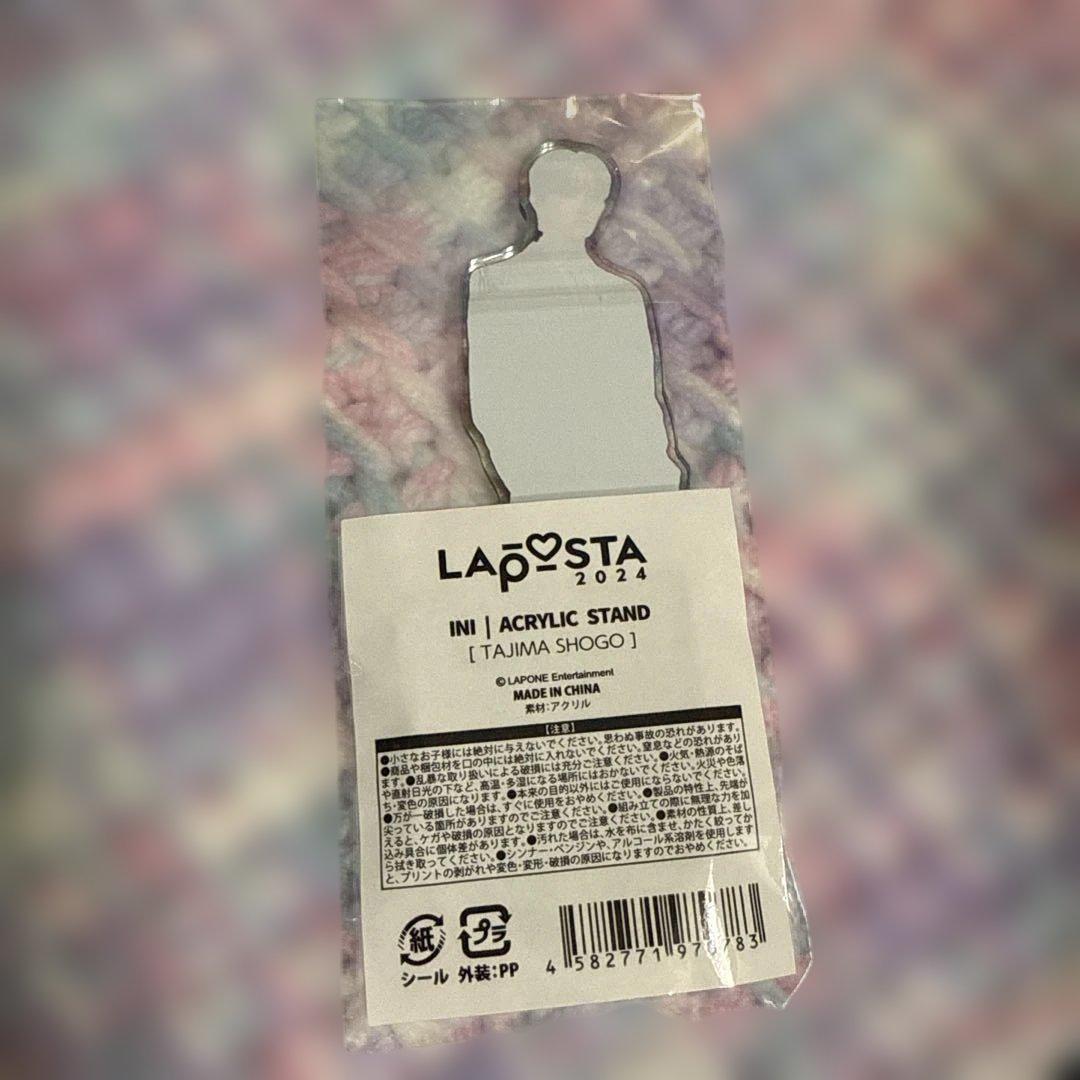 LAPOSTA
2024
INI | ACRYLIC STAND
[ TAJIMA SHOGO ]
© LAPONE Entertainment
MADE IN CHINA
素材：アクリル
【注意】
●小さなお子様には絶対に与えないでください。思わぬ事故の恐れがあります。
●商品や梱包材を口の中には絶対に入れないでください。窒息などの恐れがあり
ます。●乱暴な取り扱いによる破損には充分ご注意ください。●火気・熱源のそば
や直射日光の下など、高温・多湿になる場所にはおかないでください。火災や色落
ち・変色の原因になります。●本来の目的以外にはご使用にならないでください。
●万が一破損した場合は、すぐに使用をおやめください。●製品の特性上、先端が
尖っている箇所がありますのでご注意ください。●組み立ての際に無理な力を加
えると、ケガや破損の原因となりますのでご注意ください。●素材の性質上、差し
込み具合に個体差があります。●汚れた場合は、水を布に含ませ、かたく絞ってか
ら拭き取ってください。●シンナー・ベンジンや、アルコール系溶剤を使用します
と、プリントの剥がれや変色・変形・破損の原因になりますのでおやめください。
紙
シール
プラ
外装：PP